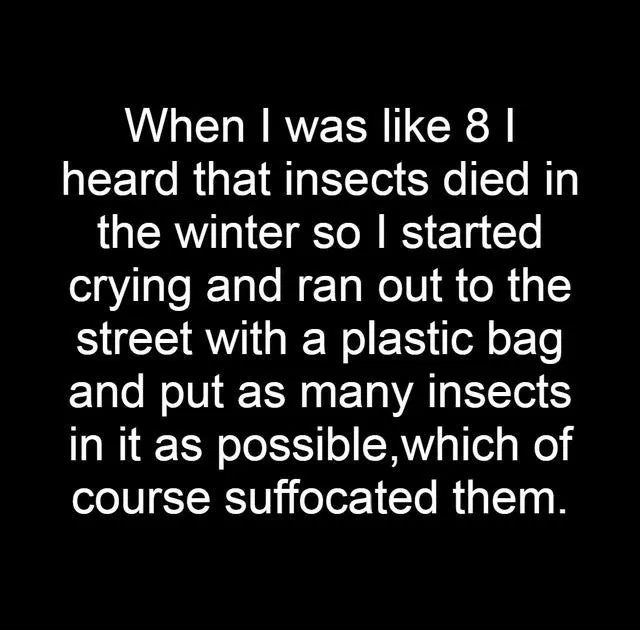 When I was like 8 I
heard that insects died in
the winter so I started
crying and ran out to the
street with a plastic bag
and put as many insects
in it as possible,which of
course suffocated them.